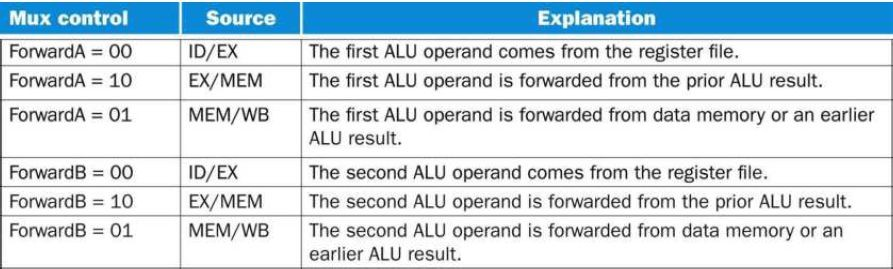 Mux control Source Explanation
ForwardA = 00 ID/EX The first ALU operand comes from the register file.
ForwardA = 10 EX/MEM The first ALU operand is forwarded from the prior ALU result.
ForwardA = 01 MEM/WB The first ALU operand is forwarded from data memory or an earlier
ALU result.
ForwardB = 00 ID/EX The second ALU operand comes from the register file.
ForwardB = 10 EX/MEM The second ALU operand is forwarded from the prior ALU result.
ForwardB = 01 MEM/WB The second ALU operand is forwarded from data memory or an
earlier ALU result.